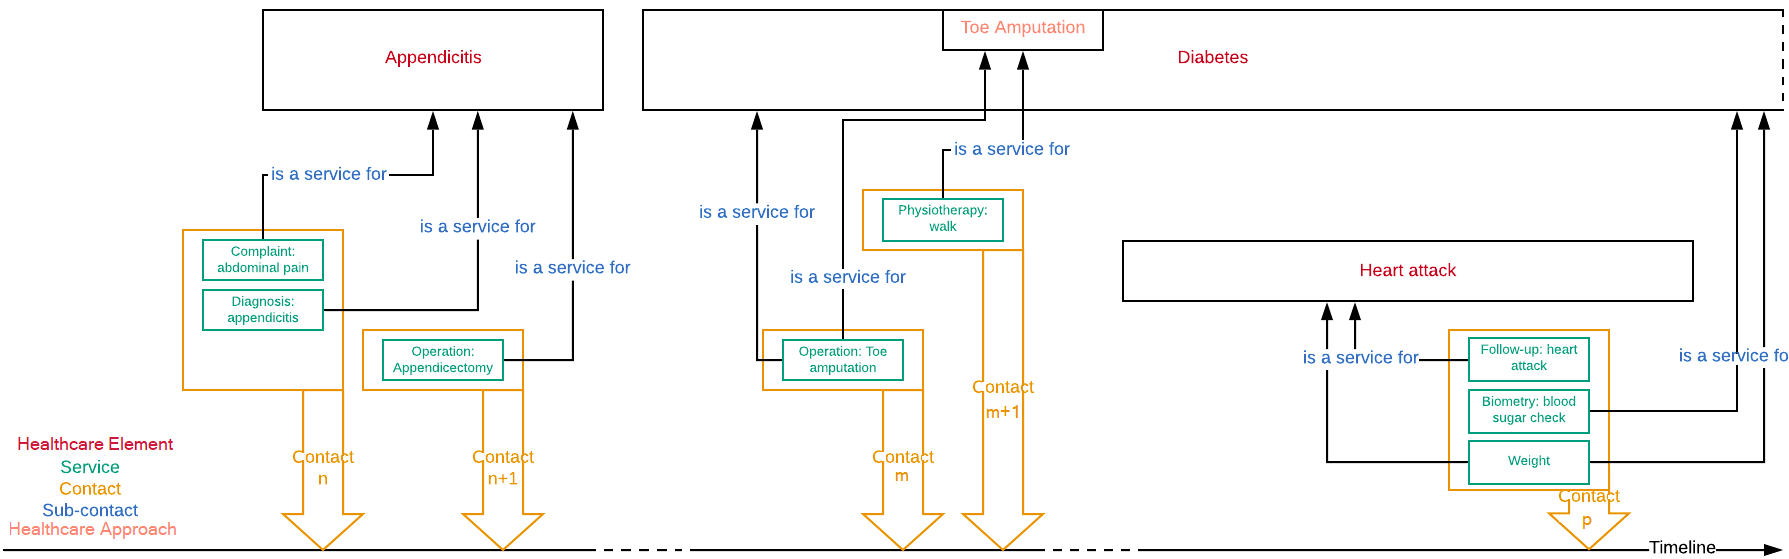 Toe Amputation
Appendicitis
Diabetes
is a service for
is a service for
is a service for
is a service for
is a service for
is a service for
Physiotherapy:
walk
Complaint:
abdominal pain
Diagnosis:
appendicitis
Operation:
Appendicectomy
Operation: Toe
amputation
Heart attack
is a service for
is a service fo
Follow-up: heart
attack
Biometry: blood
sugar check
Weight
Contact
n
Contact
n+1
Contact
m
Contact
m+1
Contact
p
Healthcare Element
Service
Contact
Sub-contact
Healthcare Approach
Timeline